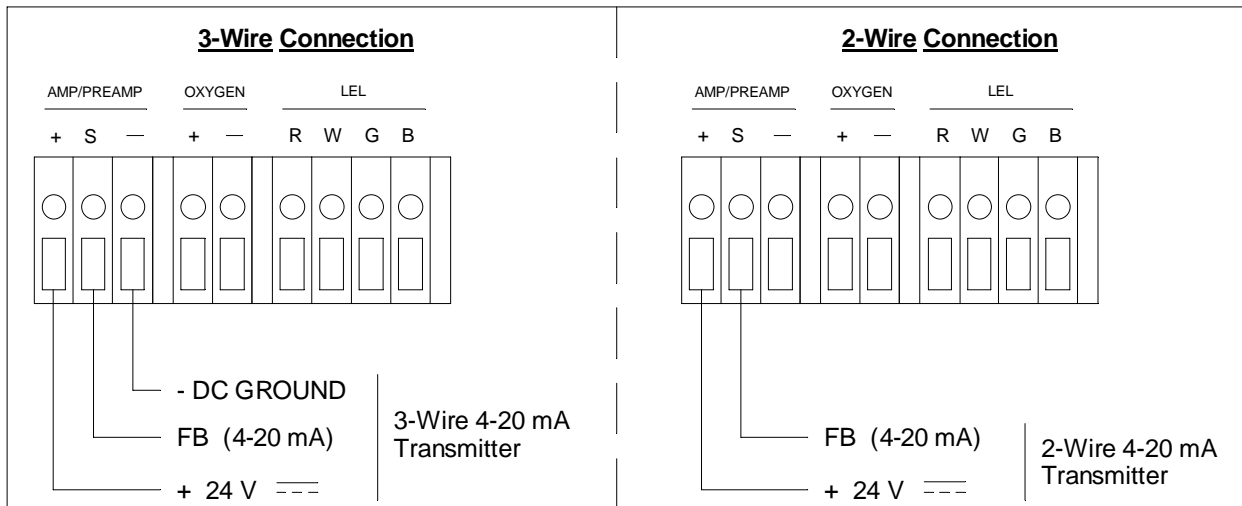 3-Wire Connection
AMP/PREAMP OXYGEN LEL
+ S — + — R W G B
- DC GROUND
FB (4-20 mA)
+ 24 V
3-Wire 4-20 mA
Transmitter
2-Wire Connection
AMP/PREAMP OXYGEN LEL
+ S — + — R W G B
FB (4-20 mA)
+ 24 V
2-Wire 4-20 mA
Transmitter